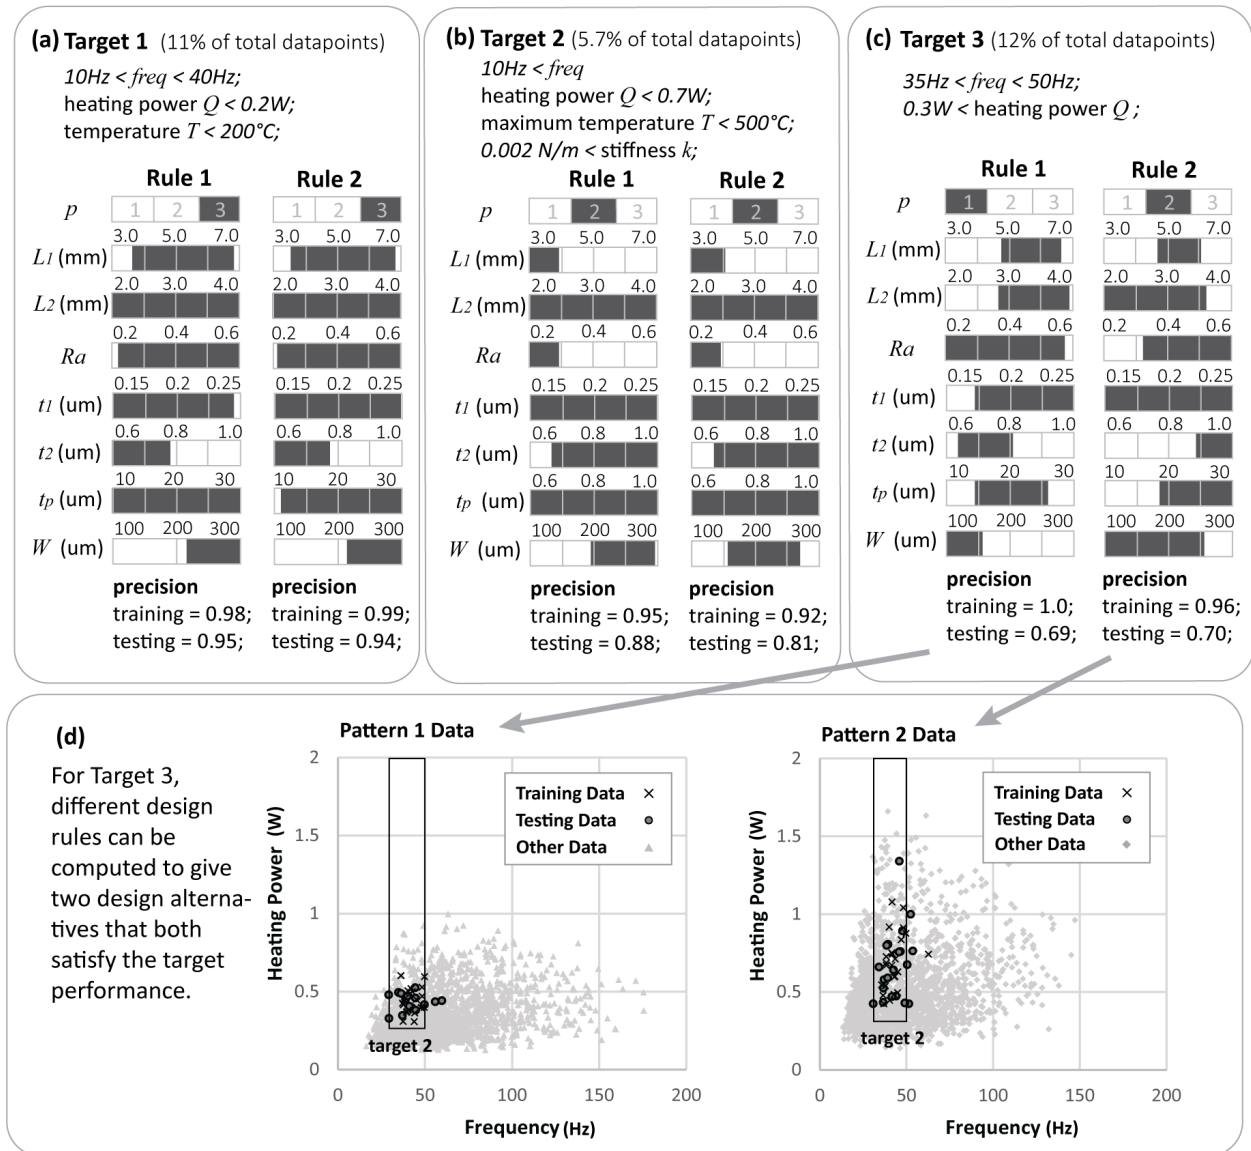 (a) Target 1 (11% of total datapoints)
10Hz < freq < 40Hz;
heating power Q < 0.2W;
temperature T < 200°C;
Rule 1
Rule 2
p
1 2 3
1 2 3
3.0 5.0 7.0
3.0 5.0 7.0
L1 (mm)
2.0 3.0 4.0
2.0 3.0 4.0
L2 (mm)
0.2 0.4 0.6
0.2 0.4 0.6
Ra
0.15 0.2 0.25
0.15 0.2 0.25
t1 (um)
0.6 0.8 1.0
0.6 0.8 1.0
t2 (um)
10 20 30
10 20 30
tp (um)
100 200 300
100 200 300
W (um)
precision
training = 0.98;
testing = 0.95;
precision
training = 0.99;
testing = 0.94;
(b) Target 2 (5.7% of total datapoints)
10Hz < freq
heating power Q < 0.7W;
maximum temperature T < 500°C;
0.002 N/m < stiffness k;
Rule 1
Rule 2
p
1 2 3
1 2 3
3.0 5.0 7.0
3.0 5.0 7.0
L1 (mm)
2.0 3.0 4.0
2.0 3.0 4.0
L2 (mm)
0.2 0.4 0.6
0.2 0.4 0.6
Ra
0.15 0.2 0.25
0.15 0.2 0.25
t1 (um)
0.6 0.8 1.0
0.6 0.8 1.0
t2 (um)
0.6 0.8 1.0
0.6 0.8 1.0
tp (um)
100 200 300
100 200 300
W (um)
precision
training = 0.95;
testing = 0.88;
precision
training = 0.92;
testing = 0.81;
(c) Target 3 (12% of total datapoints)
35Hz < freq < 50Hz;
0.3W < heating power Q ;
Rule 1
Rule 2
p
1 2 3
1 2 3
3.0 5.0 7.0
3.0 5.0 7.0
L1 (mm)
2.0 3.0 4.0
2.0 3.0 4.0
L2 (mm)
0.2 0.4 0.6
0.2 0.4 0.6
Ra
0.15 0.2 0.25
0.15 0.2 0.25
t1 (um)
0.6 0.8 1.0
0.6 0.8 1.0
t2 (um)
10 20 30
10 20 30
tp (um)
100 200 300
100 200 300
W (um)
precision
training = 1.0;
testing = 0.69;
precision
training = 0.96;
testing = 0.70;
(d)
For Target 3,
different design
rules can be
computed to give
two design alterna-
tives that both
satisfy the target
performance.
Pattern 1 Data
Heating Power (W)
2
1.5
1
0.5
0
Training Data
Testing Data
Other Data
target 2
0 50 100 150 200
Frequency (Hz)
Pattern 2 Data
Heating Power (W)
2
1.5
1
0.5
0
Training Data
Testing Data
Other Data
target 2
0 50 100 150 200
Frequency (Hz)